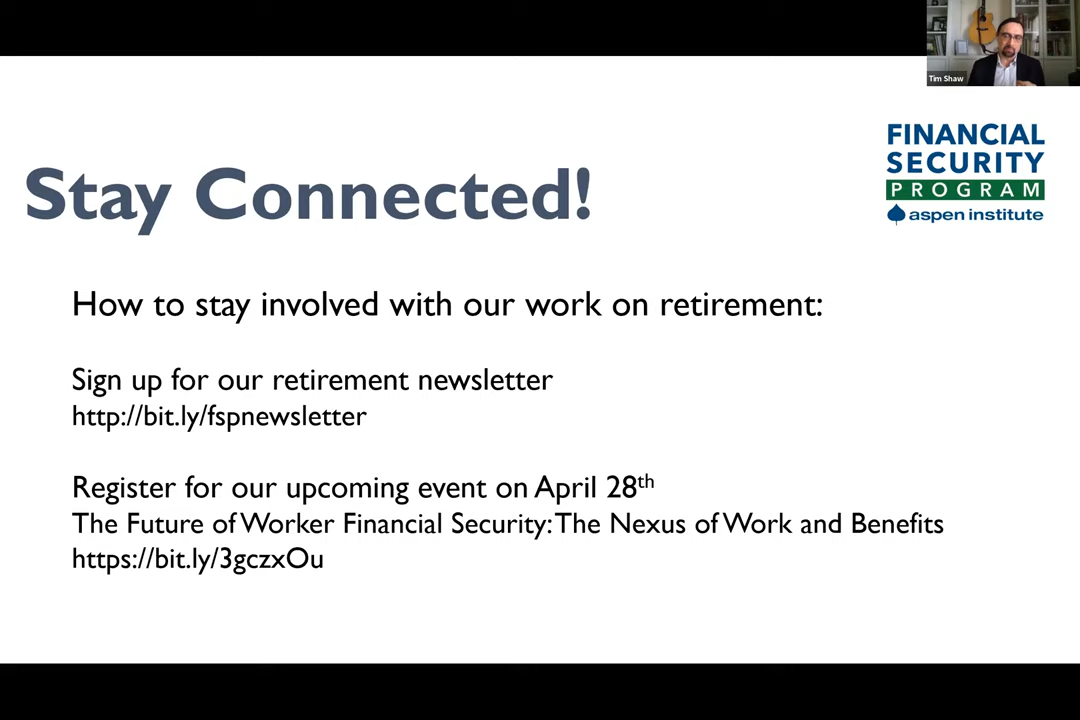 Tim Shaw
FINANCIAL
SECURITY
PROGRAM
aspen institute
Stay Connected!
How to stay involved with our work on retirement:
Sign up for our retirement newsletter
http://bit.ly/fspnewsletter
Register for our upcoming event on April 28th
The Future of Worker Financial Security: The Nexus of Work and Benefits
https://bit.ly/3gczxOu